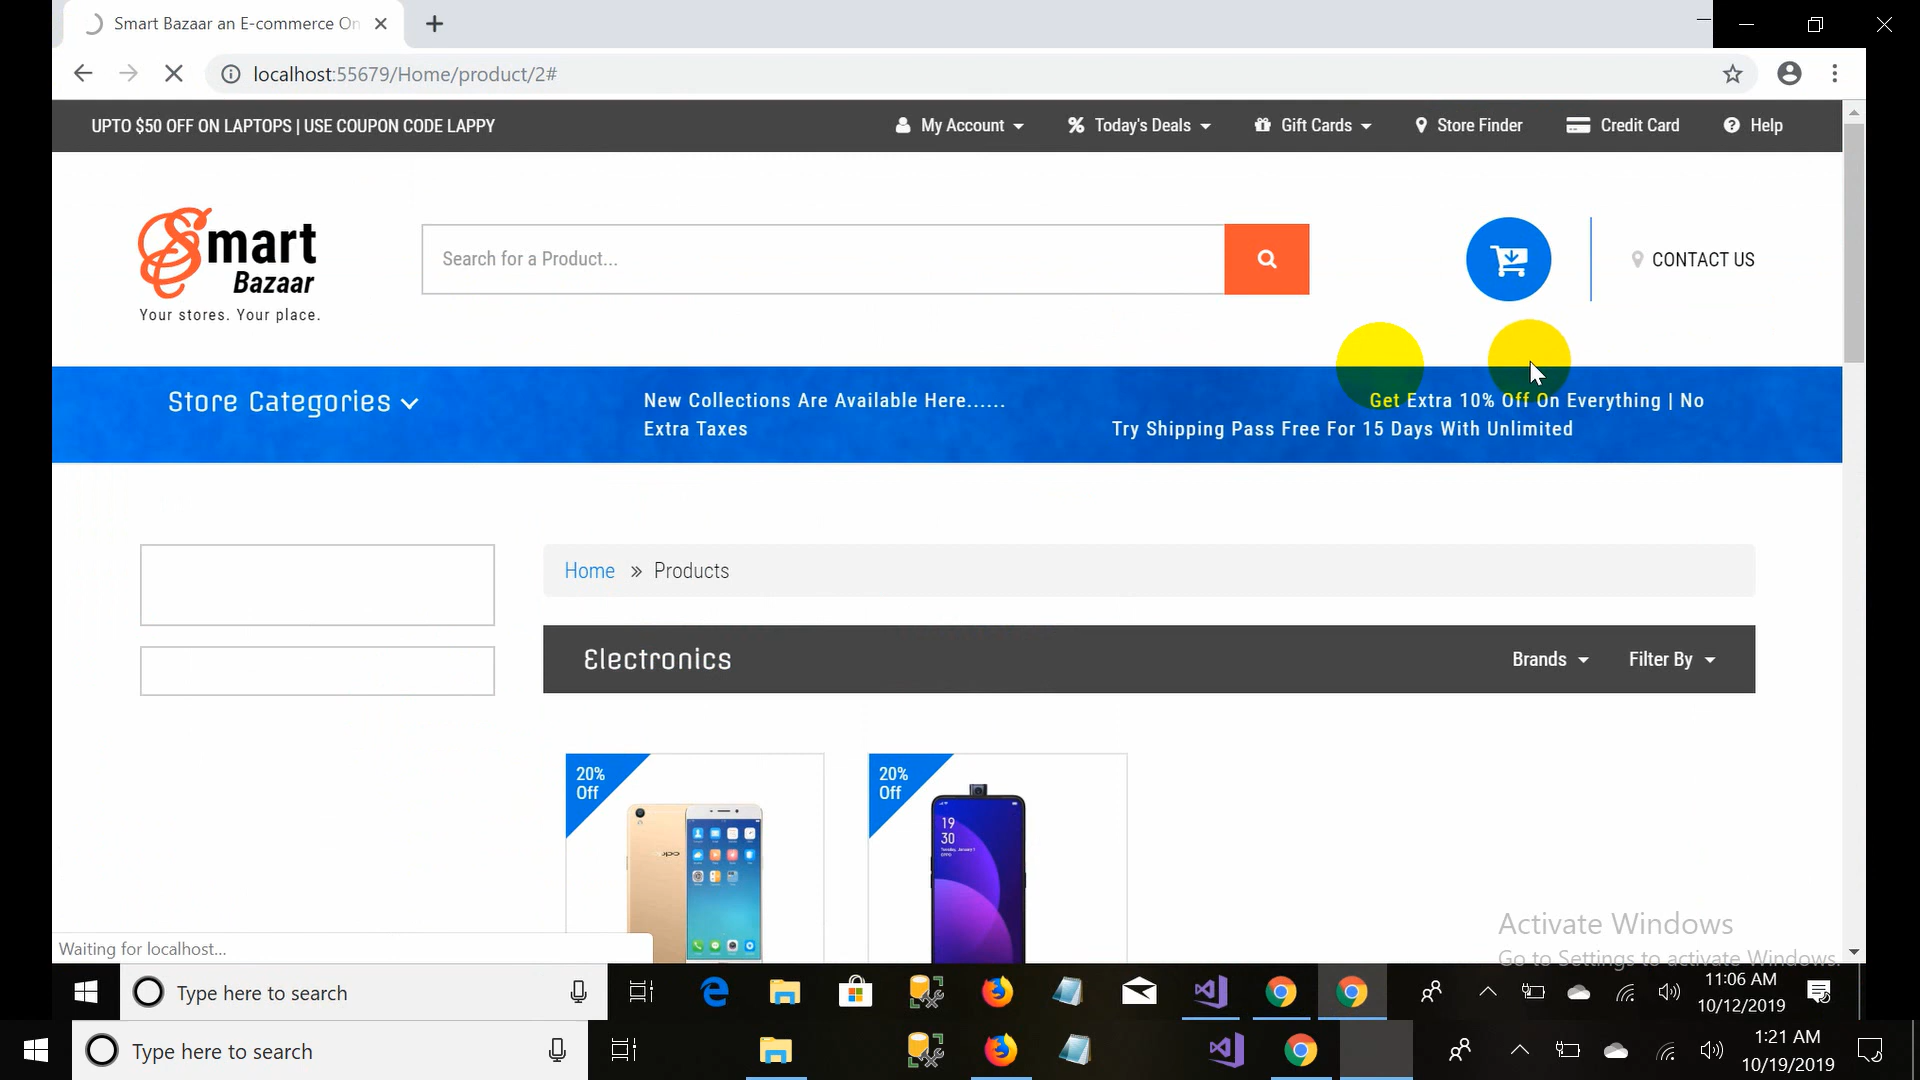 Smart Bazaar an E-commerce On
localhost:55679/Home/product/2#
UPTO $50 OFF ON LAPTOPS | USE COUPON CODE LAPPY
My Account
Today's Deals
Gift Cards
Store Finder
Credit Card
Help
Smart
Bazaar
Your stores. Your place.
Search for a Product...
CONTACT US
Store Categories
New Collections Are Available Here......
Get Extra 10% Off On Everything | No
Extra Taxes
Try Shipping Pass Free For 15 Days With Unlimited
Home » Products
Electronics
Brands
Filter By
20%
Off
20%
Off
oppo
19
30
Activate Windows
Go to Settings to activate Windows.
Waiting for localhost...
Type here to search
11:06 AM
10/12/2019
Type here to search
1:21 AM
10/19/2019